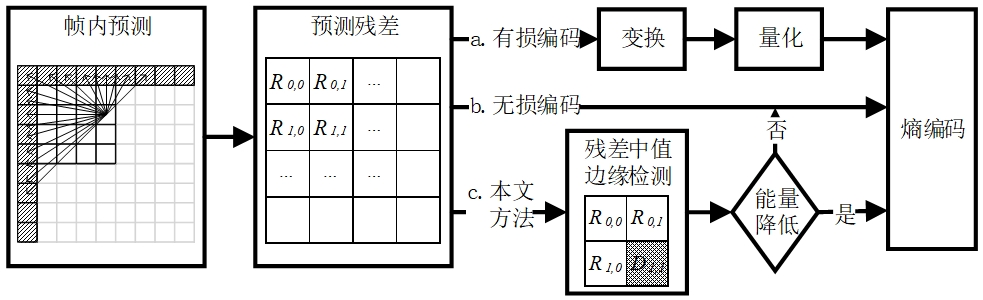 帧内预测
预测残差
R0,0 R0,1 ...
R1,0 R1,1 ...
... ... ...
a. 有损编码
变换
量化
b. 无损编码
c. 本文
方法
残差中值
边缘检测
R0,0 R0,1
R1,0 D1,1
否
能量
降低
是
熵编码